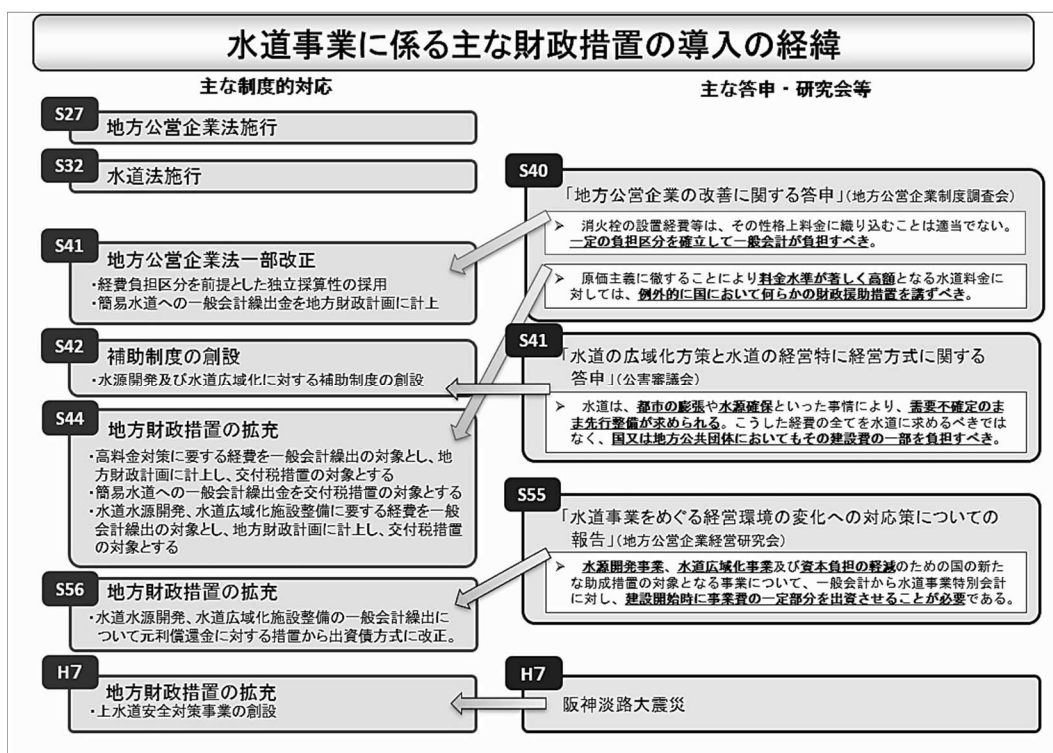 水道事業に係る主な財政措置の導入の経緯
主な制度的対応
S27
地方公営企業法施行
S32
水道法施行
S41
地方公営企業法一部改正
・経費負担区分を前提とした独立採算性の採用
・簡易水道への一般会計繰出金を地方財政計画に計上
S42
補助制度の創設
・水源開発及び水道広域化に対する補助制度の創設
S44
地方財政措置の拡充
・高料金対策に要する経費を一般会計繰出の対象とし、地
方財政計画に計上し、交付税措置の対象とする
・簡易水道への一般会計繰出金を交付税措置の対象とする
・水道水源開発、水道広域化施設整備に要する経費を一般
会計繰出の対象とし、地方財政計画に計上し、交付税措置
の対象とする
S56
地方財政措置の拡充
・水道水源開発、水道広域化施設整備の一般会計繰出に
ついて元利償還金に対する措置から出資債方式に改正。
H7
地方財政措置の拡充
・上水道安全対策事業の創設
主な答申・研究会等
S40
「地方公営企業の改善に関する答申」(地方公営企業制度調査会)
➢ 消火栓の設置経費等は、その性格上料金に織り込むことは適当でない。
一定の負担区分を確立して一般会計が負担すべき。
➢ 原価主義に徹することにより料金水準が著しく高額となる水道料金に
対しては、例外的に国において何らかの財政援助措置を講ずべき。
S41
「水道の広域化方策と水道の経営特に経営方式に関する
答申」(公害審議会)
➢ 水道は、都市の膨張や水源確保といった事情により、需要不確定のま
ま先行整備が求められる。こうした経費の全てを水道に求めるべきでは
なく、国又は地方公共団体においてもその建設費の一部を負担すべき。
S55
「水道事業をめぐる経営環境の変化への対応策についての
報告」(地方公営企業経営研究会)
➢ 水源開発事業、水道広域化事業及び資本負担の軽減のための国の新た
な助成措置の対象となる事業について、一般会計から水道事業特別会計
に対し、建設開始時に事業費の一定部分を出資させることが必要である。
H7
阪神淡路大震災